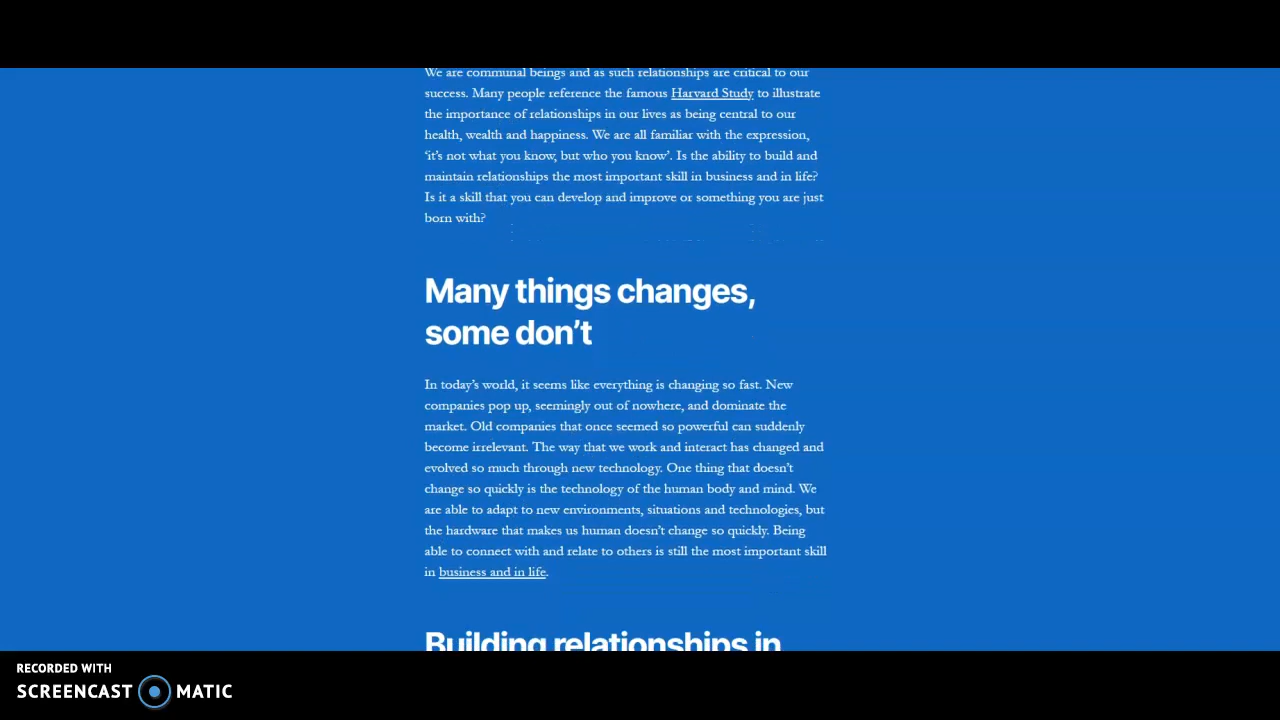 We are communal beings and as such relationships are critical to our
success. Many people reference the famous Harvard Study to illustrate
the importance of relationships in our lives as being central to our
health, wealth and happiness. We are all familiar with the expression,
‘it’s not what you know, but who you know’. Is the ability to build and
maintain relationships the most important skill in business and in life?
Is it a skill that you can develop and improve or something you are just
born with?
Many things changes,
some don’t
In today’s world, it seems like everything is changing so fast. New
companies pop up, seemingly out of nowhere, and dominate the
market. Old companies that once seemed so powerful can suddenly
become irrelevant. The way that we work and interact has changed and
evolved so much through new technology. One thing that doesn’t
change so quickly is the technology of the human body and mind. We
are able to adapt to new environments, situations and technologies, but
the hardware that makes us human doesn’t change so quickly. Being
able to connect with and relate to others is still the most important skill
in business and in life.
Building relationships in
RECORDED WITH
SCREENCAST MATIC